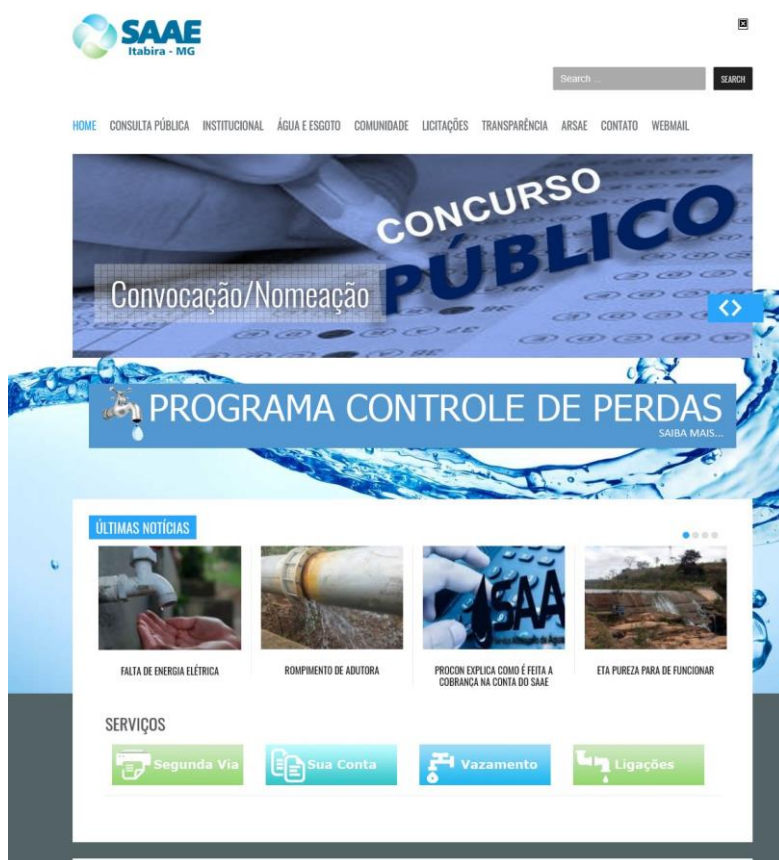 SAAE
Itabira - MG
Search ...
SEARCH
HOME CONSULTA PÚBLICA INSTITUCIONAL ÁGUA E ESGOTO COMUNIDADE LICITAÇÕES TRANSPARÊNCIA ARSAE CONTATO WEBMAIL
CONCURSO
PÚBLICO
Convocação/Nomeação
PROGRAMA CONTROLE DE PERDAS
SAIBA MAIS...
ÚLTIMAS NOTÍCIAS
SAA
FALTA DE ENERGIA ELÉTRICA
ROMPIMENTO DE ADUTORA
PROCON EXPLICA COMO É FEITA A
COBRANÇA NA CONTA DO SAAE
ETA PUREZA PARA DE FUNCIONAR
SERVIÇOS
Segunda Via
Sua Conta
Vazamento
Ligações